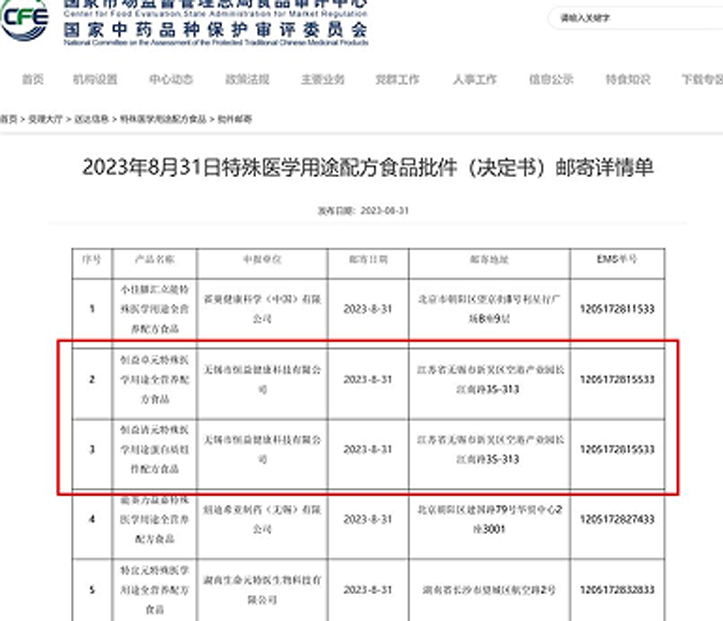 国家市场监督管理总局食品审评中心
Center for Food Evaluation,State Administration for Market Regulation
CFE
国家中药品种保护审评委员会
National Committee on the Assessment of the Protected Traditional Chinese Medicinal Products
请输入关键字
首页 机构设置 中心动态 政策法规 主要业务 党群工作 人事工作 信息公示 特食知识 下载专区
首页 > 受理大厅 > 送达信息 > 特殊医学用途配方食品 > 批件邮寄
2023年8月31日特殊医学用途配方食品批件（决定书）邮寄详情单
发布日期：2023-08-31
序号 产品名称 申报单位 邮寄日期 邮寄地址 EMS单号
1 小佳膳汇立能特殊医学用途全营养配方食品 荟曼健康科学（中国）有限公司 2023-8-31 北京市朝阳区望京街8号利星行广场B座9层 1205172811533
2 恒益卓元特殊医学用途全营养配方食品 无锡市恒益健康科技有限公司 2023-8-31 江苏省无锡市新吴区空港产业园长江南路35-313 1205172815533
3 恒益清元特殊医学用途蛋白质组件配方食品 无锡市恒益健康科技有限公司 2023-8-31 江苏省无锡市新吴区空港产业园长江南路35-313 1205172815533
4 特殊医学用途全营养配方食品 纽迪希亚制药（无锡）有限公司 2023-8-31 北京朝阳区建国路79号华贸中心2座3001 1205172827433
5 特殊医学用途全营养配方食品 湖南生命元特医生物科技有限公司 2023-8-31 湖南省长沙市望城区航空路2号 1205172832833